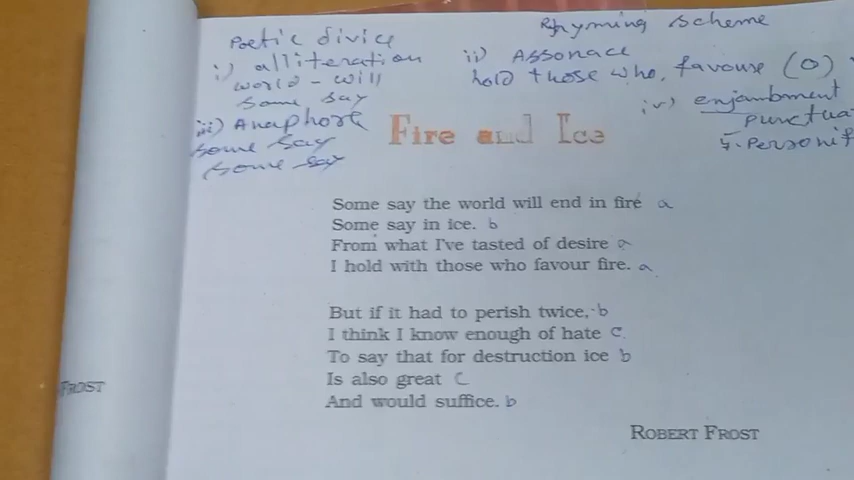 Poetic divice
i) alliteration
world - will
some say
iii) Anaphora
some say
some say
Rhyming scheme
ii) Assonace
hold those who, favour (o)
iv) enjambment
punctua
5. Personif
Fire and Ice
Some say the world will end in fire a
Some say in ice. b
From what I've tasted of desire a
I hold with those who favour fire. a
But if it had to perish twice, b
I think I know enough of hate c
To say that for destruction ice b
Is also great c
And would suffice. b
ROBERT FROST
FROST